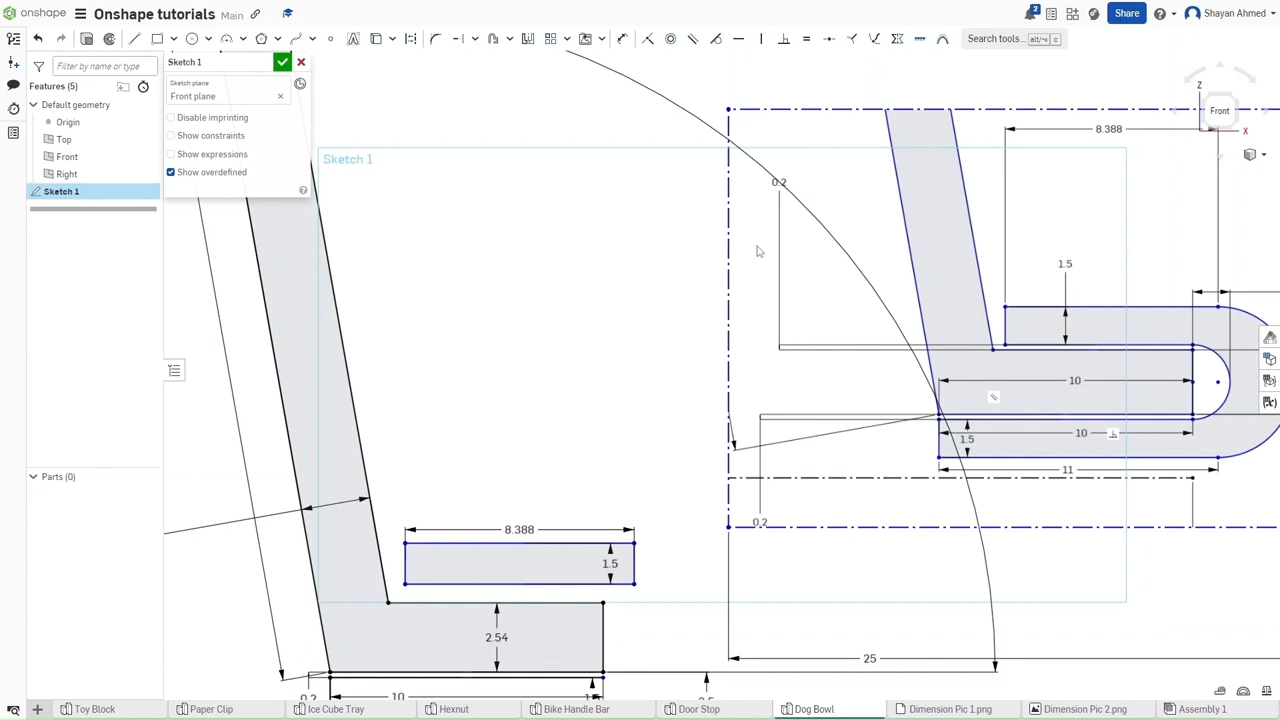 onshape Onshape tutorials Main 2 Share Shayan Ahmed
Search tools... alt/⌥ c
Filter by name or type
Features (5)
Default geometry
Origin
Top
Front
Right
Sketch 1
Parts (0)
Sketch 1
Sketch plane
Front plane
Disable imprinting
Show constraints
Show expressions
Show overdefined
Sketch 1
Z
Front
X
8.388
0.2
1.5
10
10
1.5
11
0.2
8.388
1.5
2.54
25
0.2
10
Toy Block Paper Clip Ice Cube Tray Hexnut Bike Handle Bar Door Stop Dog Bowl Dimension Pic 1.png Dimension Pic 2.png Assembly 1